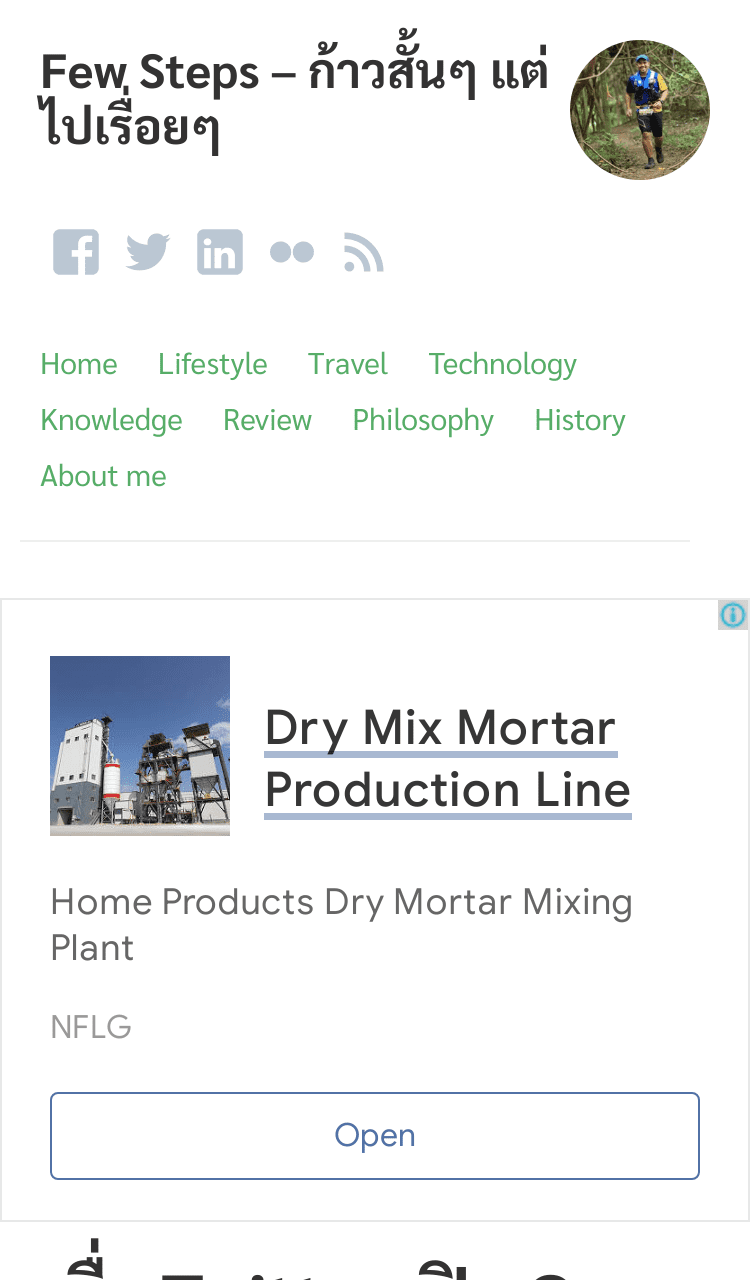 Few Steps – ก้าวสั้นๆ แต่
ไปเรื่อยๆ
Home Lifestyle Travel Technology
Knowledge Review Philosophy History
About me
Dry Mix Mortar
Production Line
Home Products Dry Mortar Mixing
Plant
NFLG
Open